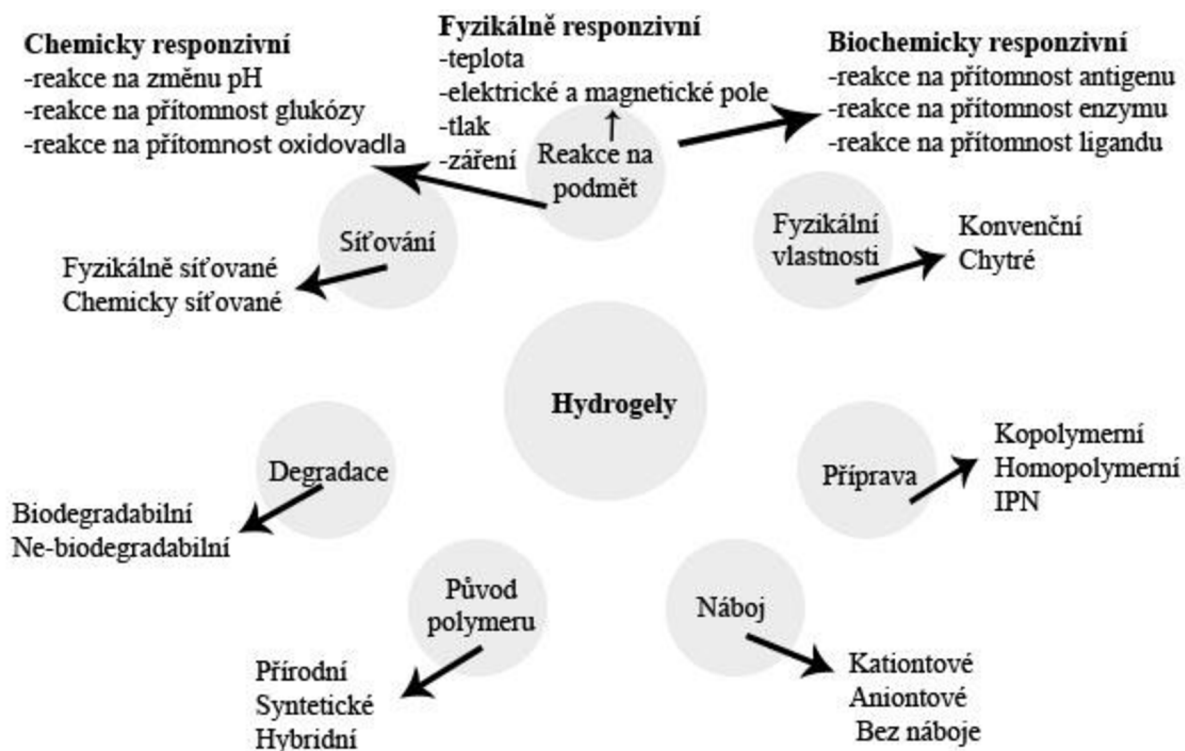 Chemicky responzivní
-reakce na změnu pH
-reakce na přítomnost glukózy
-reakce na přítomnost oxidovadla
Fyzikálně responzivní
-teplota
-elektrické a magnetické pole
-tlak
-záření
Biochemicky responzivní
-reakce na přítomnost antigenu
-reakce na přítomnost enzymu
-reakce na přítomnost ligandu
Reakce na
podmět
Síťování
Fyzikálně síťované
Chemicky síťované
Fyzikální
vlastnosti
Konvenční
Chytré
Hydrogely
Degradace
Biodegradabilní
Ne-biodegradabilní
Příprava
Kopolymerní
Homopolymerní
IPN
Původ
polymeru
Přírodní
Syntetické
Hybridní
Náboj
Kationtové
Aniontové
Bez náboje